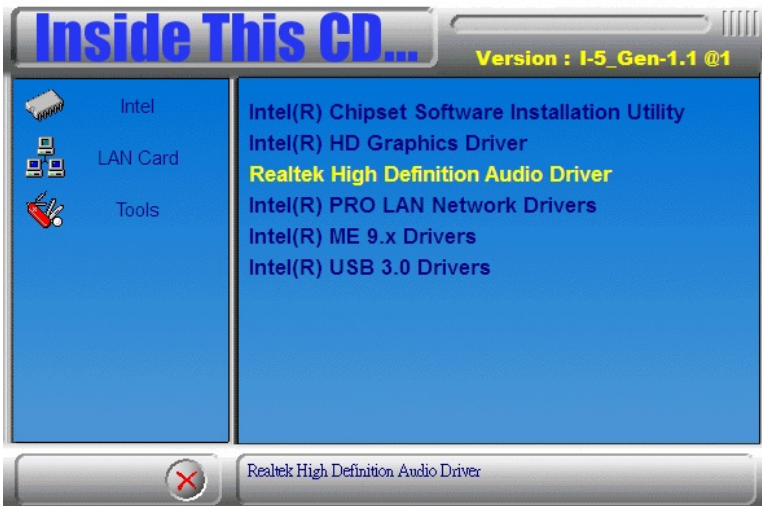 Inside This CD...
Version : I-5_Gen-1.1 @1
Intel
LAN Card
Tools
Intel(R) Chipset Software Installation Utility
Intel(R) HD Graphics Driver
Realtek High Definition Audio Driver
Intel(R) PRO LAN Network Drivers
Intel(R) ME 9.x Drivers
Intel(R) USB 3.0 Drivers
Realtek High Definition Audio Driver